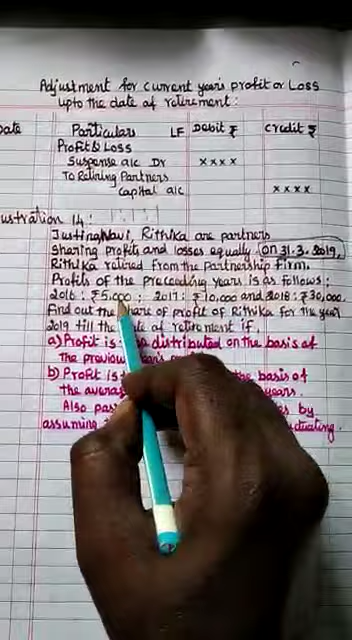 Adjustment for current year's profit or Loss
upto the date of retirement:
Date Particulars LF Debit ₹ Credit ₹
Profit & Loss
Suspense a/c Dr xxxx
To Retiring Partners
Capital a/c xxxx
ustration 14:
Justina, Navi, Rithika are partners
Sharing profits and losses equally on 31.3.2019,
Rithika retired from the Partnership firm.
Profits of the preceeding years is as follows:
2016: ₹5,000; 2017: ₹10,000 and 2018: ₹30,000.
Find out the share of profit of Rithika for the year
2019 till the date of retirement if.
a) Profit is distributed on the basis of
the previous
b) Profit is the basis of
the years.
Also by
assuming